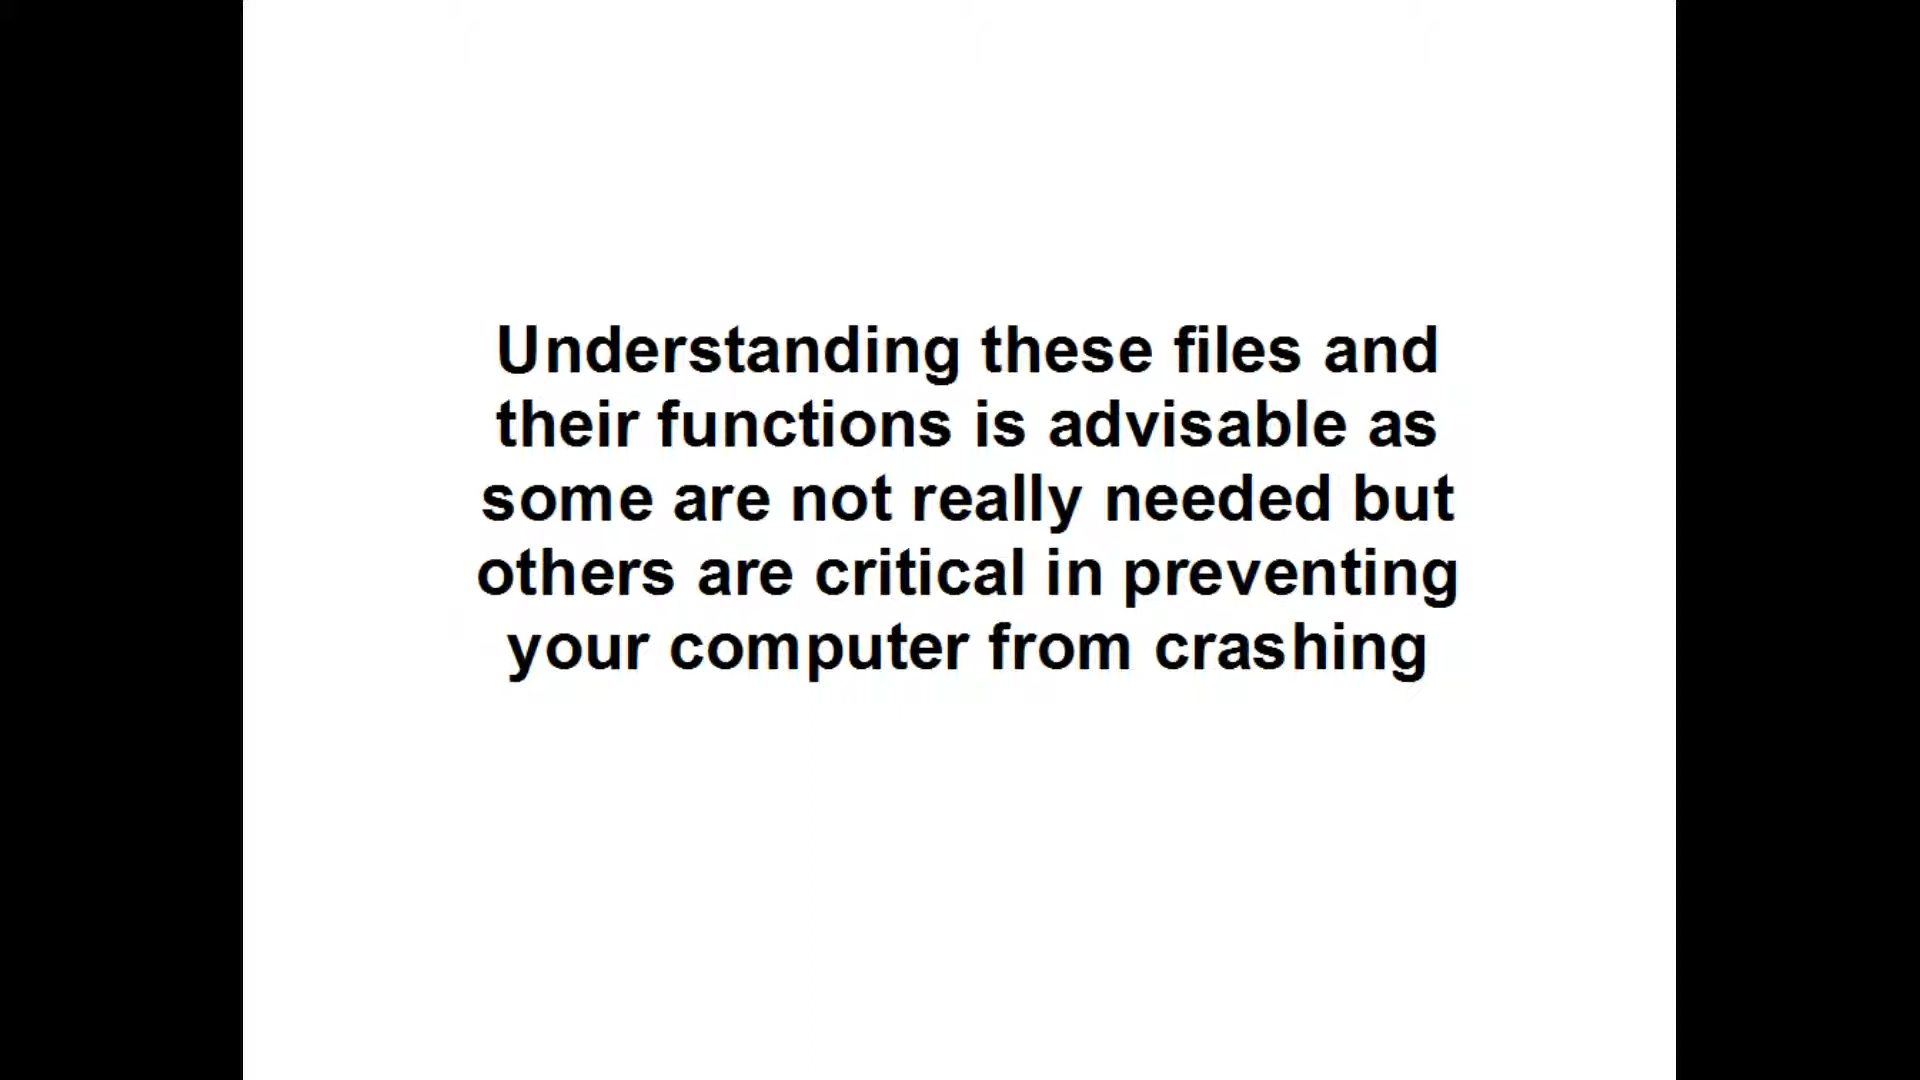 Understanding these files and
their functions is advisable as
some are not really needed but
others are critical in preventing
your computer from crashing